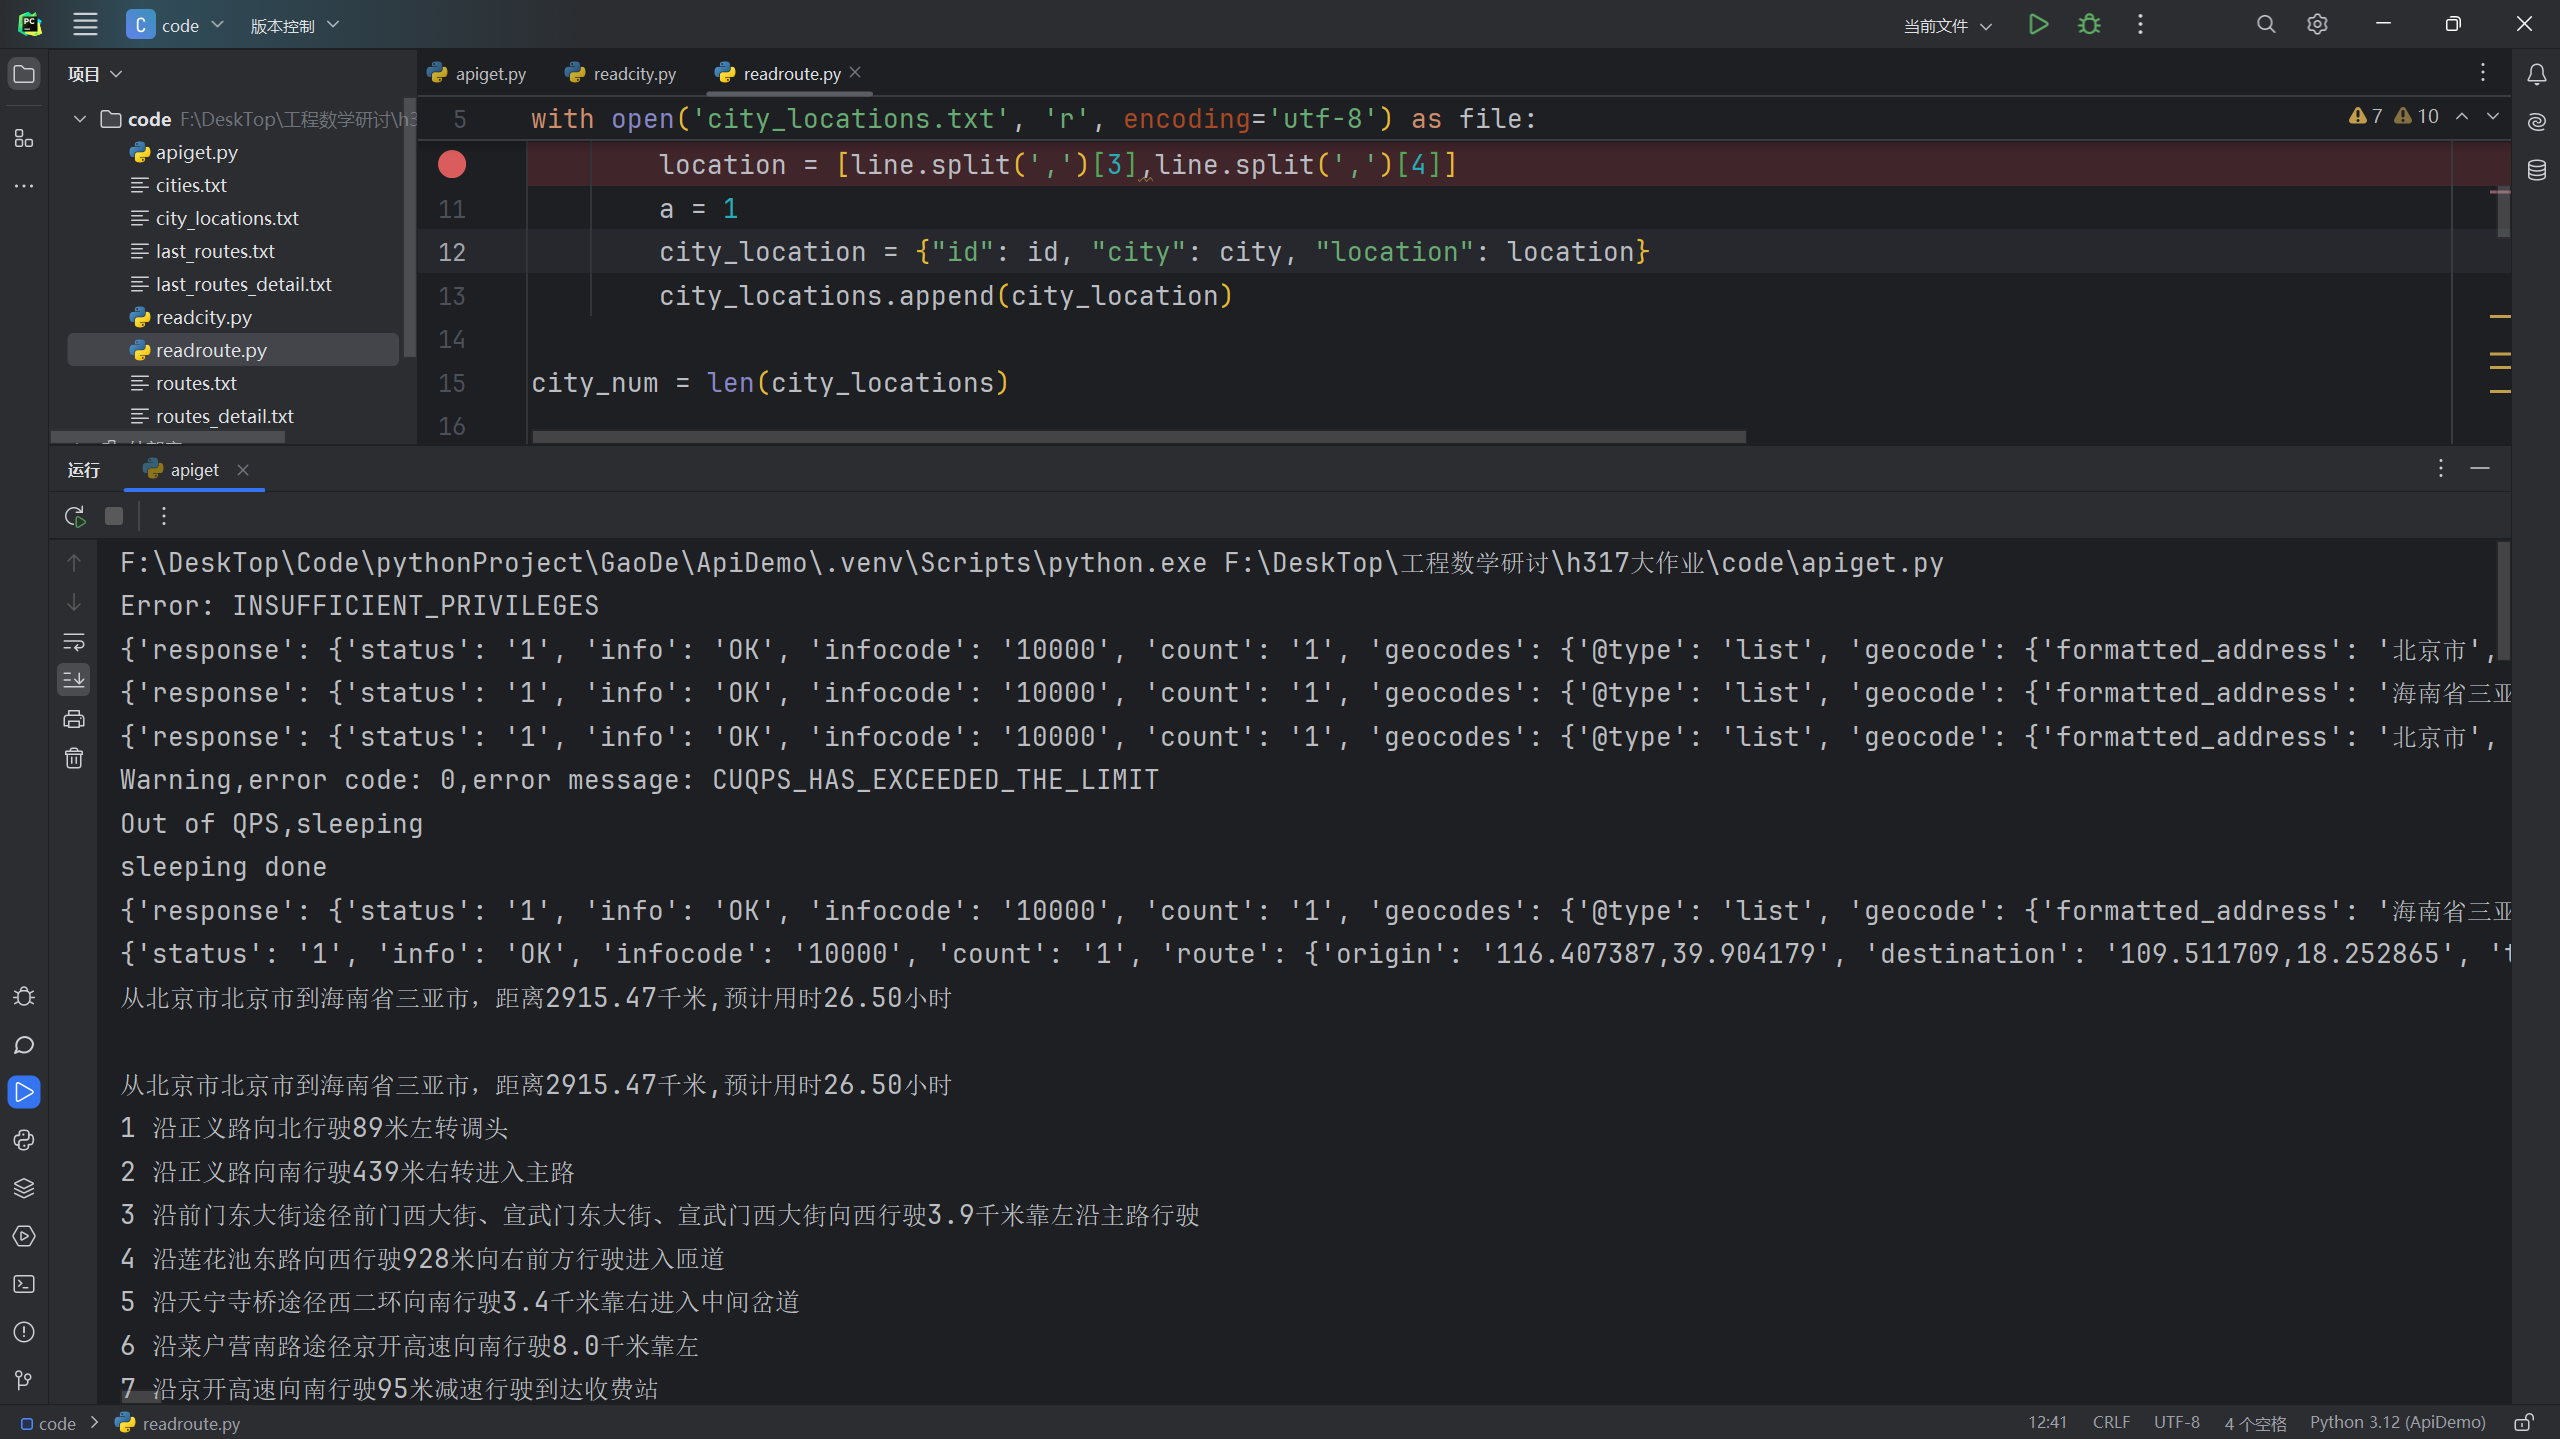 PC
C code 版本控制 当前文件
项目
apiget.py readcity.py readroute.py
code F:\DeskTop\工程数学研讨\h3
apiget.py
cities.txt
city_locations.txt
last_routes.txt
last_routes_detail.txt
readcity.py
readroute.py
routes.txt
routes_detail.txt
5 with open('city_locations.txt', 'r', encoding='utf-8') as file:
7 10
location = [line.split(',')[3],line.split(',')[4]]
11 a = 1
12 city_location = {"id": id, "city": city, "location": location}
13 city_locations.append(city_location)
14
15 city_num = len(city_locations)
16
运行 apiget
F:\DeskTop\Code\pythonProject\GaoDe\ApiDemo\.venv\Scripts\python.exe F:\DeskTop\工程数学研讨\h317大作业\code\apiget.py
Error: INSUFFICIENT_PRIVILEGES
{'response': {'status': '1', 'info': 'OK', 'infocode': '10000', 'count': '1', 'geocodes': {'@type': 'list', 'geocode': {'formatted_address': '北京市',
{'response': {'status': '1', 'info': 'OK', 'infocode': '10000', 'count': '1', 'geocodes': {'@type': 'list', 'geocode': {'formatted_address': '海南省三亚
{'response': {'status': '1', 'info': 'OK', 'infocode': '10000', 'count': '1', 'geocodes': {'@type': 'list', 'geocode': {'formatted_address': '北京市',
Warning,error code: 0,error message: CUQPS_HAS_EXCEEDED_THE_LIMIT
Out of QPS,sleeping
sleeping done
{'response': {'status': '1', 'info': 'OK', 'infocode': '10000', 'count': '1', 'geocodes': {'@type': 'list', 'geocode': {'formatted_address': '海南省三亚
{'status': '1', 'info': 'OK', 'infocode': '10000', 'count': '1', 'route': {'origin': '116.407387,39.904179', 'destination': '109.511709,18.252865', 't
从北京市北京市到海南省三亚市，距离2915.47千米,预计用时26.50小时
从北京市北京市到海南省三亚市，距离2915.47千米,预计用时26.50小时
1 沿正义路向北行驶89米左转调头
2 沿正义路向南行驶439米右转进入主路
3 沿前门东大街途径前门西大街、宣武门东大街、宣武门西大街向西行驶3.9千米靠左沿主路行驶
4 沿莲花池东路向西行驶928米向右前方行驶进入匝道
5 沿天宁寺桥途径西二环向南行驶3.4千米靠右进入中间岔道
6 沿菜户营南路途径京开高速向南行驶8.0千米靠左
7 沿京开高速向南行驶95米减速行驶到达收费站
code readroute.py 12:41 CRLF UTF-8 4 个空格 Python 3.12 (ApiDemo)